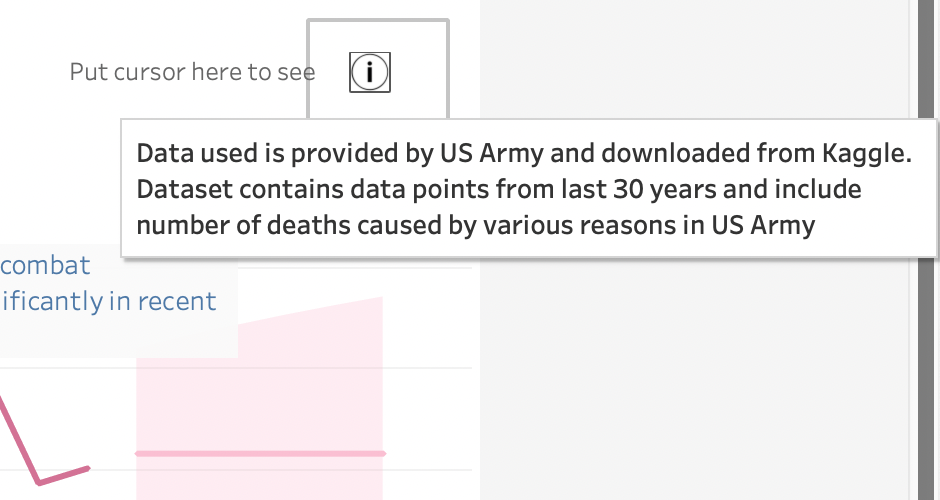 Put cursor here to see
i
Data used is provided by US Army and downloaded from Kaggle.
Dataset contains data points from last 30 years and include
number of deaths caused by various reasons in US Army
combat
ificantly in recent